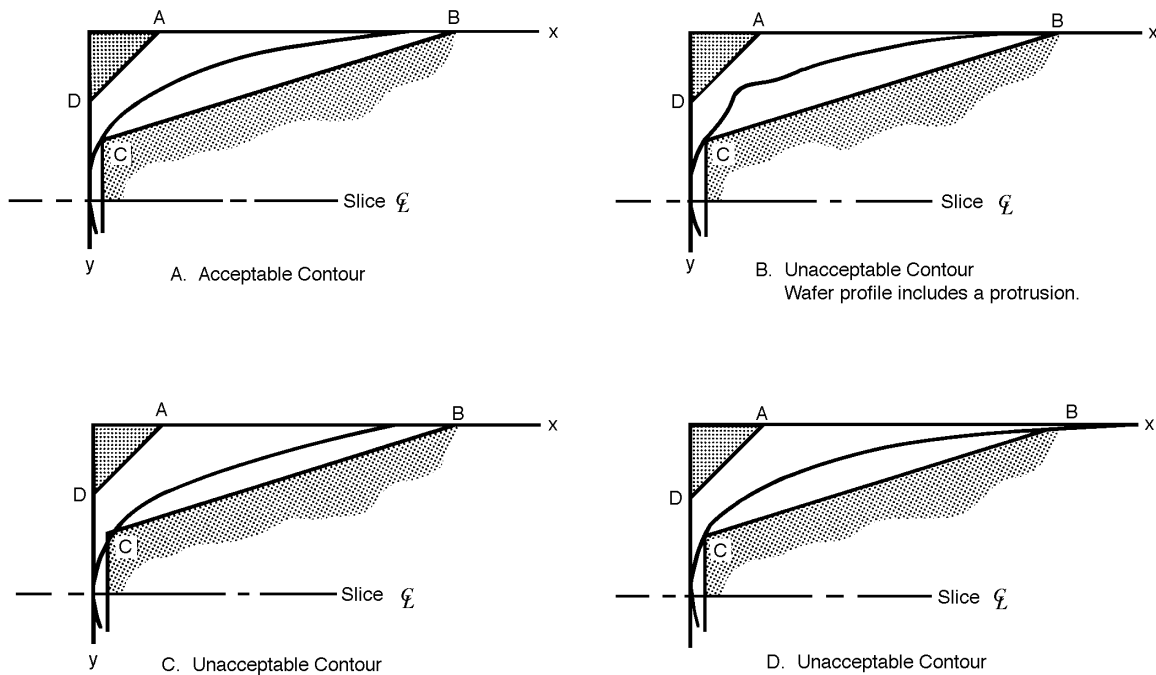 A
B
x
D
C
Slice ℄
y
A. Acceptable Contour
A
B
x
D
C
Slice ℄
y
B. Unacceptable Contour
Wafer profile includes a protrusion.
A
B
x
D
C
Slice ℄
y
C. Unacceptable Contour
A
B
x
D
C
Slice ℄
D. Unacceptable Contour